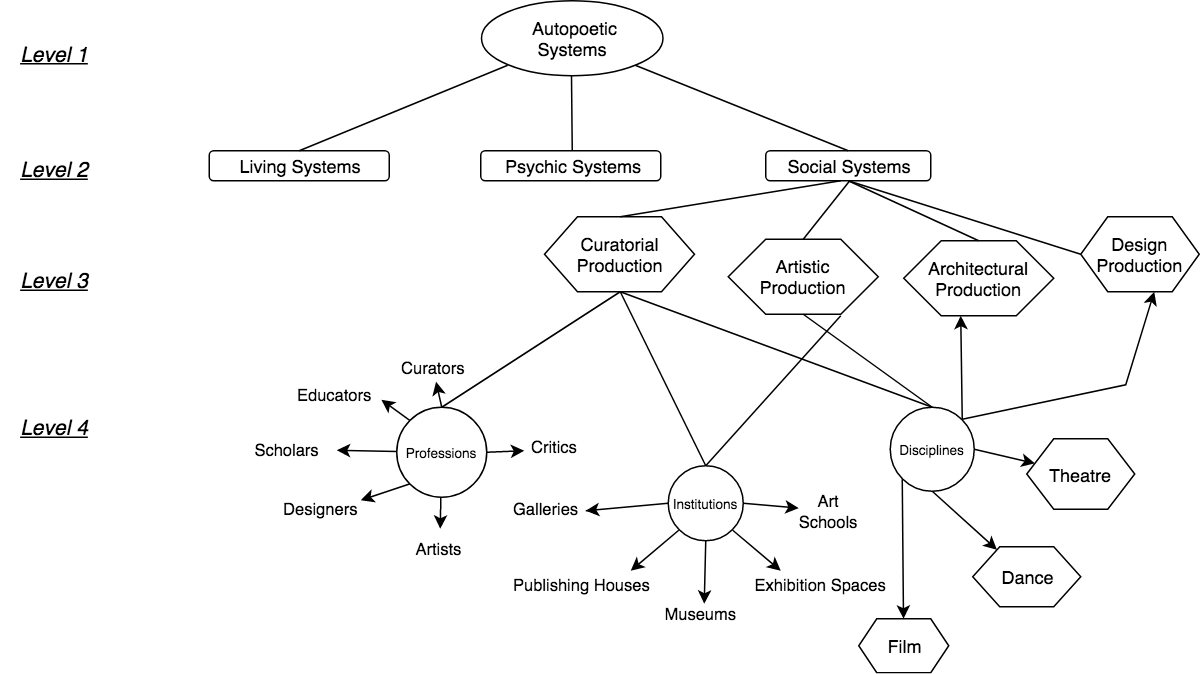 Autopoetic
Systems
Level 1
Level 2
Living Systems
Psychic Systems
Social Systems
Level 3
Curatorial
Production
Artistic
Production
Architectural
Production
Design
Production
Level 4
Curators
Educators
Scholars
Professions
Critics
Designers
Artists
Institutions
Galleries
Art
Schools
Publishing Houses
Museums
Exhibition Spaces
Disciplines
Theatre
Dance
Film